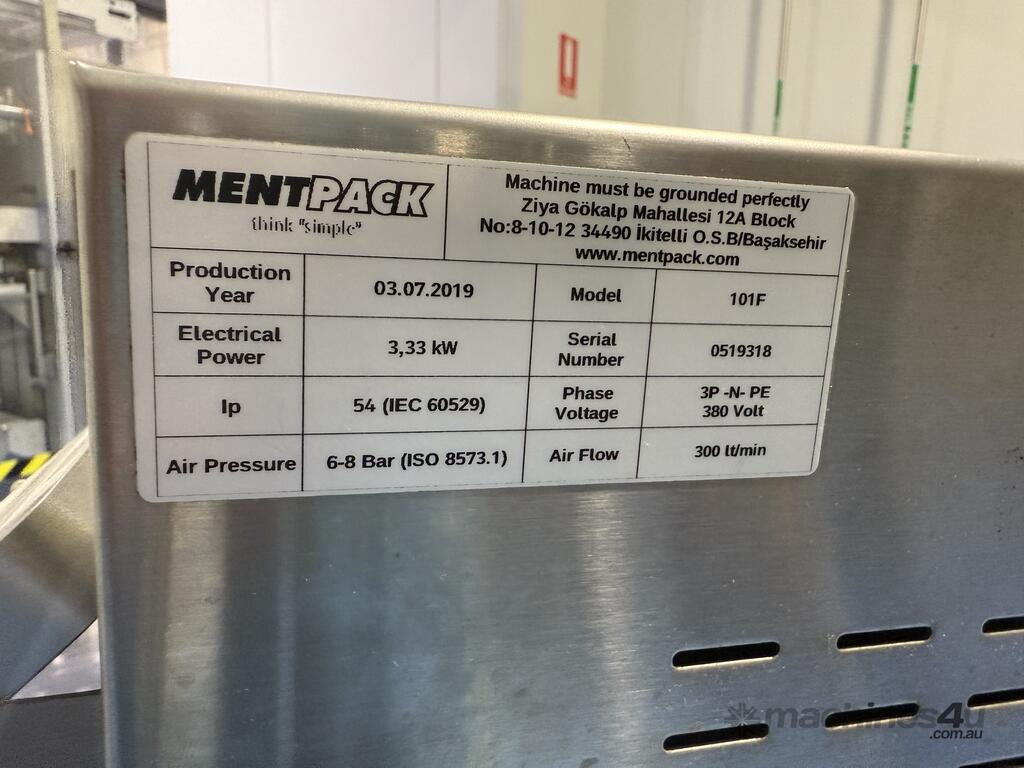 MENTPACK
think "simple"
Machine must be grounded perfectly
Ziya Gökalp Mahallesi 12A Block
No:8-10-12 34490 İkitelli O.S.B/Başaksehir
www.mentpack.com
Production
Year
03.07.2019
Model
101F
Electrical
Power
3,33 kW
Serial
Number
0519318
Ip
54 (IEC 60529)
Phase
Voltage
3P -N- PE
380 Volt
Air Pressure
6-8 Bar (ISO 8573.1)
Air Flow
300 lt/min
machines4u
.com.au